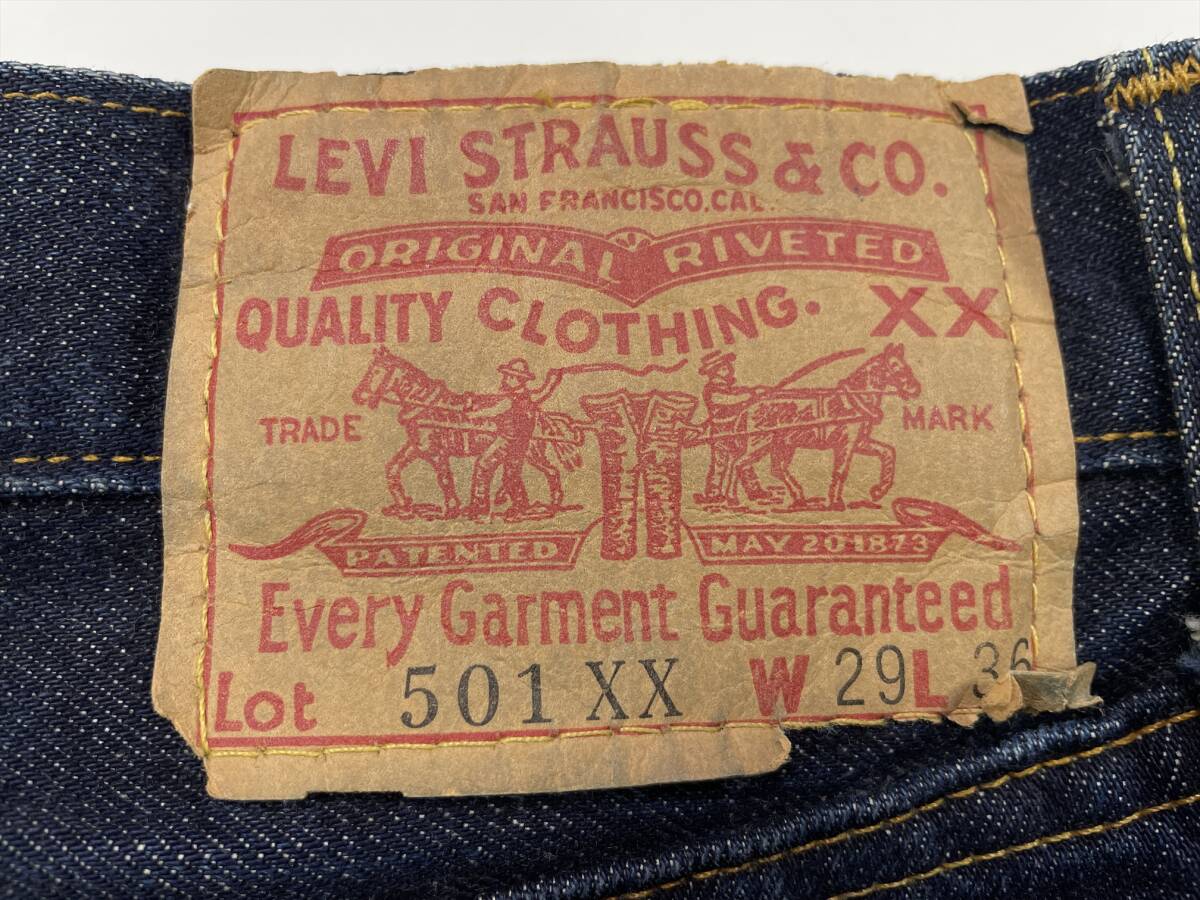 LEVI STRAUSS & CO.
SAN FRANCISCO, CAL.
ORIGINAL RIVETED
QUALITY CLOTHING. XX
TRADE MARK
PATENTED MAY 20 1873
Every Garment Guaranteed
Lot 501 XX W 29 L 36